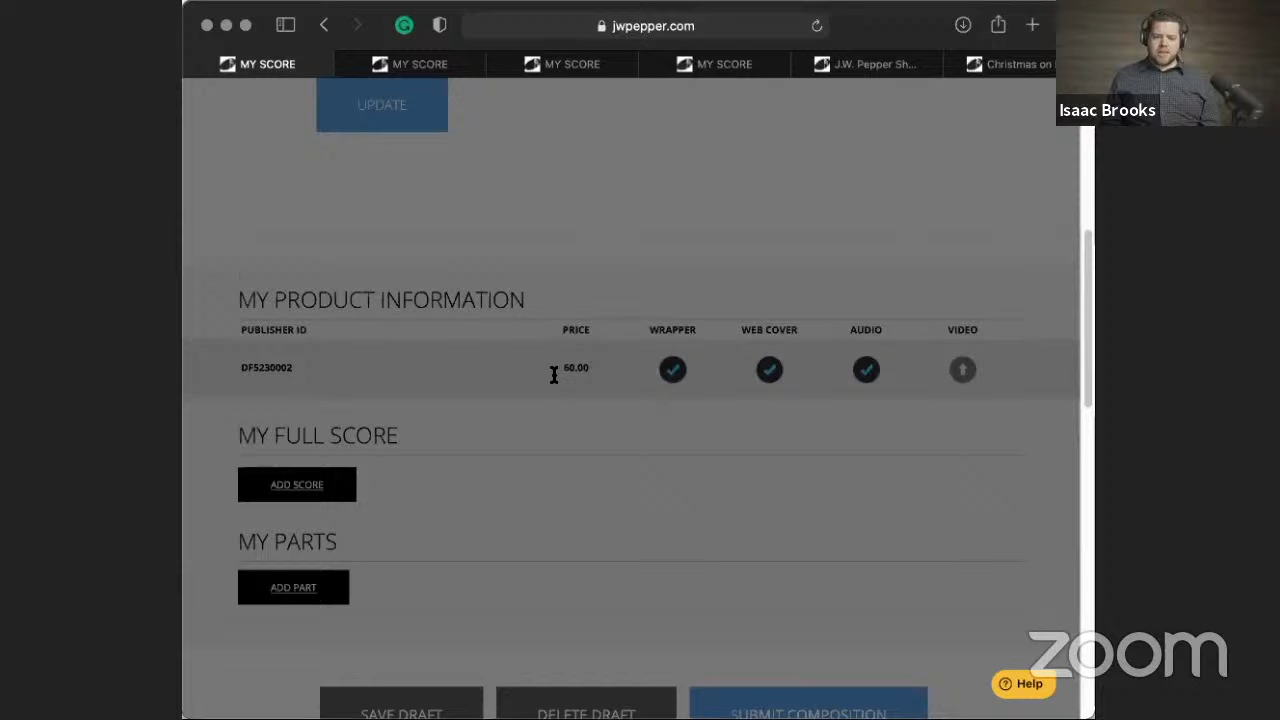 jwpepper.com
MY SCORE
MY SCORE
MY SCORE
MY SCORE
J.W. Pepper Sh...
Christmas on
Isaac Brooks
UPDATE
MY PRODUCT INFORMATION
PUBLISHER ID PRICE WRAPPER WEB COVER AUDIO VIDEO
DF5230002 60.00
MY FULL SCORE
ADD SCORE
MY PARTS
ADD PART
zoom
Help
SAVE DRAFT
DELETE DRAFT
SUBMIT COMPOSITION